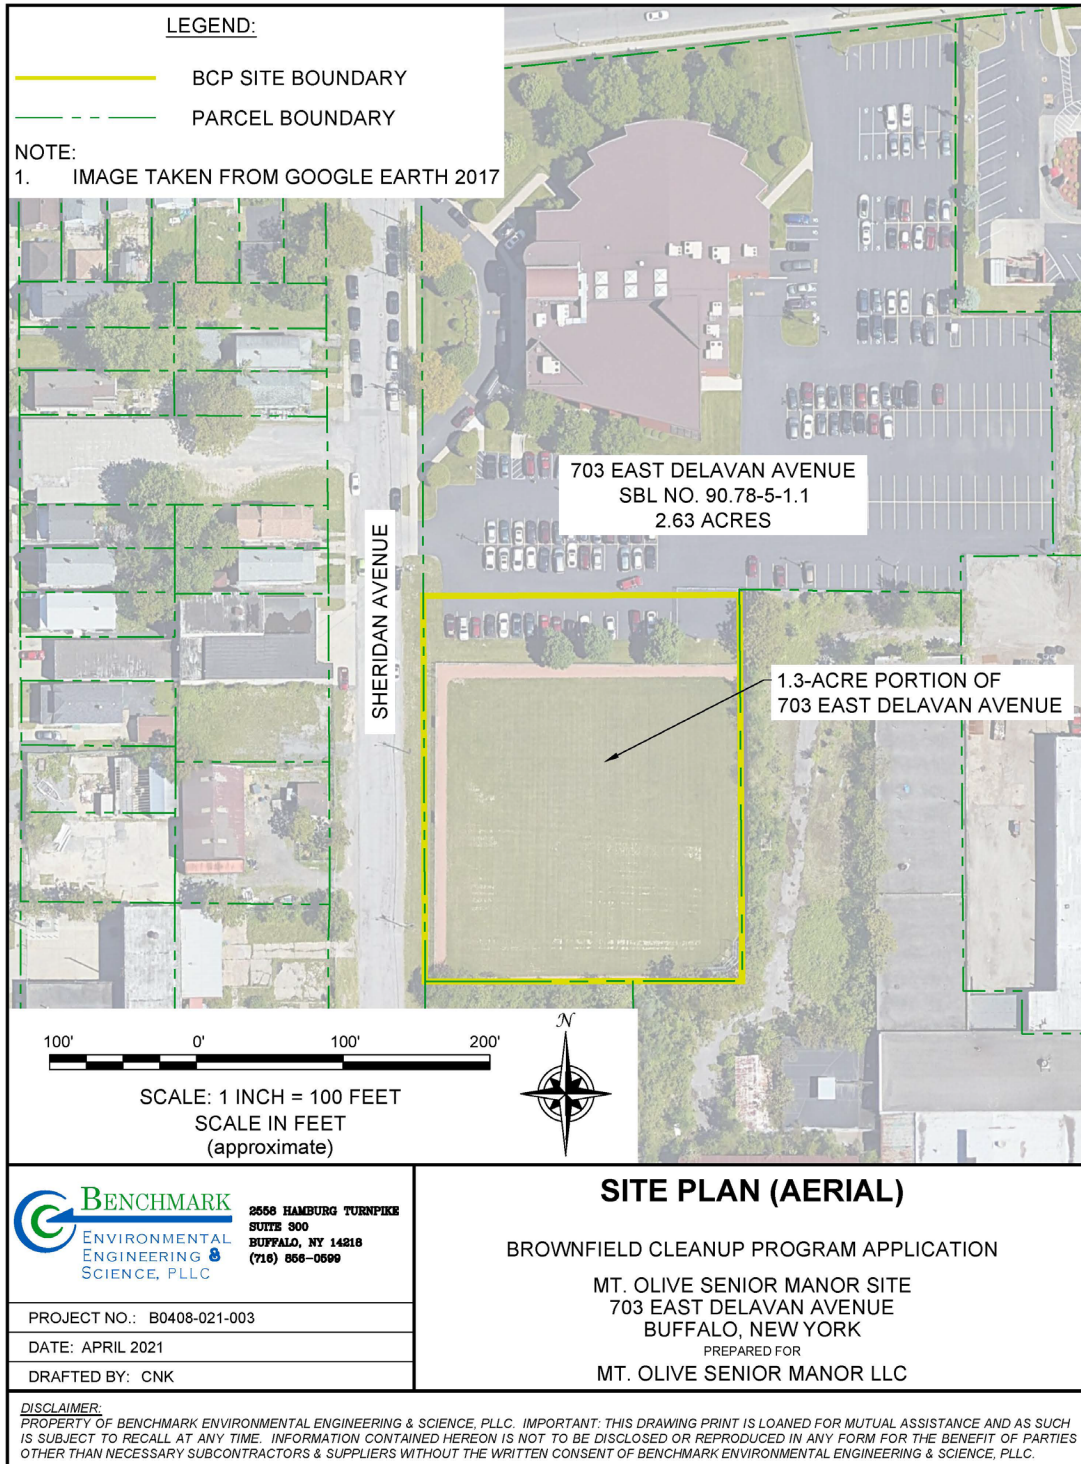 LEGEND:
BCP SITE BOUNDARY
PARCEL BOUNDARY
NOTE:
1. IMAGE TAKEN FROM GOOGLE EARTH 2017
703 EAST DELAVAN AVENUE
SBL NO. 90.78-5-1.1
2.63 ACRES
SHERIDAN AVENUE
1.3-ACRE PORTION OF
703 EAST DELAVAN AVENUE
100' 0' 100' 200'
SCALE: 1 INCH = 100 FEET
SCALE IN FEET
(approximate)
N
BENCHMARK
ENVIRONMENTAL
ENGINEERING &
SCIENCE, PLLC
2558 HAMBURG TURNPIKE
SUITE 300
BUFFALO, NY 14218
(716) 856-0599
PROJECT NO.: B0408-021-003
DATE: APRIL 2021
DRAFTED BY: CNK
SITE PLAN (AERIAL)
BROWNFIELD CLEANUP PROGRAM APPLICATION
MT. OLIVE SENIOR MANOR SITE
703 EAST DELAVAN AVENUE
BUFFALO, NEW YORK
PREPARED FOR
MT. OLIVE SENIOR MANOR LLC
DISCLAIMER:
PROPERTY OF BENCHMARK ENVIRONMENTAL ENGINEERING & SCIENCE, PLLC. IMPORTANT: THIS DRAWING PRINT IS LOANED FOR MUTUAL ASSISTANCE AND AS SUCH
IS SUBJECT TO RECALL AT ANY TIME. INFORMATION CONTAINED HEREON IS NOT TO BE DISCLOSED OR REPRODUCED IN ANY FORM FOR THE BENEFIT OF PARTIES
OTHER THAN NECESSARY SUBCONTRACTORS & SUPPLIERS WITHOUT THE WRITTEN CONSENT OF BENCHMARK ENVIRONMENTAL ENGINEERING & SCIENCE, PLLC.